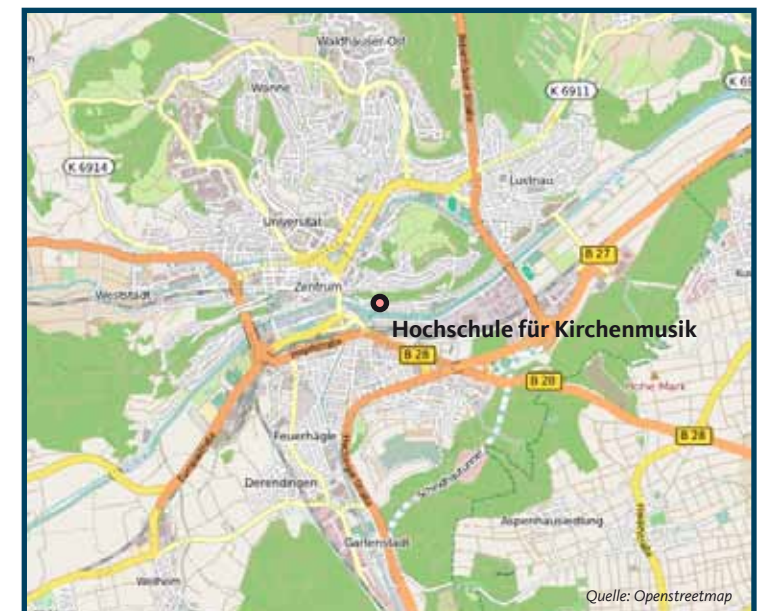 Waldhäuser-Ost
Wanne
K 6911
K 6914
Lustnau
Universität
B 27
Zentrum
Weststadt
Hochschule für Kirchenmusik
B 28
B 28
B 28
Feuerhägle
Derendingen
Schindhautunnel
Aspenhausiedlung
Gartenstadt
Weilheim
Quelle: Openstreetmap